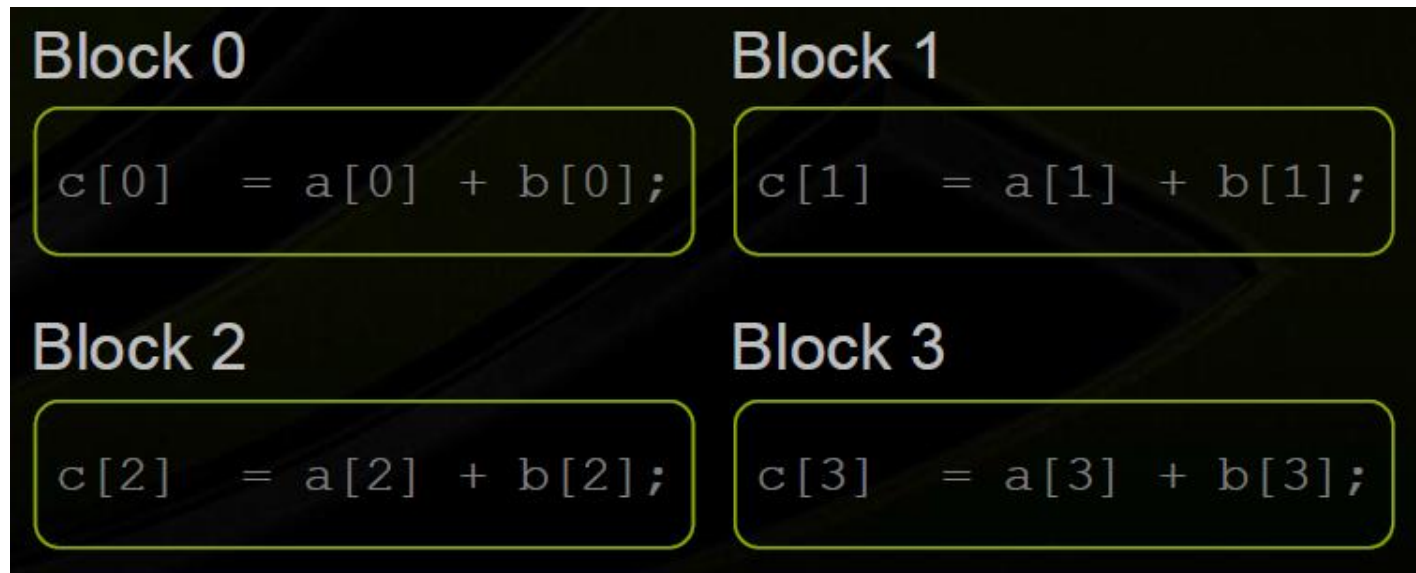 Block 0
c[0] = a[0] + b[0];
Block 1
c[1] = a[1] + b[1];
Block 2
c[2] = a[2] + b[2];
Block 3
c[3] = a[3] + b[3];